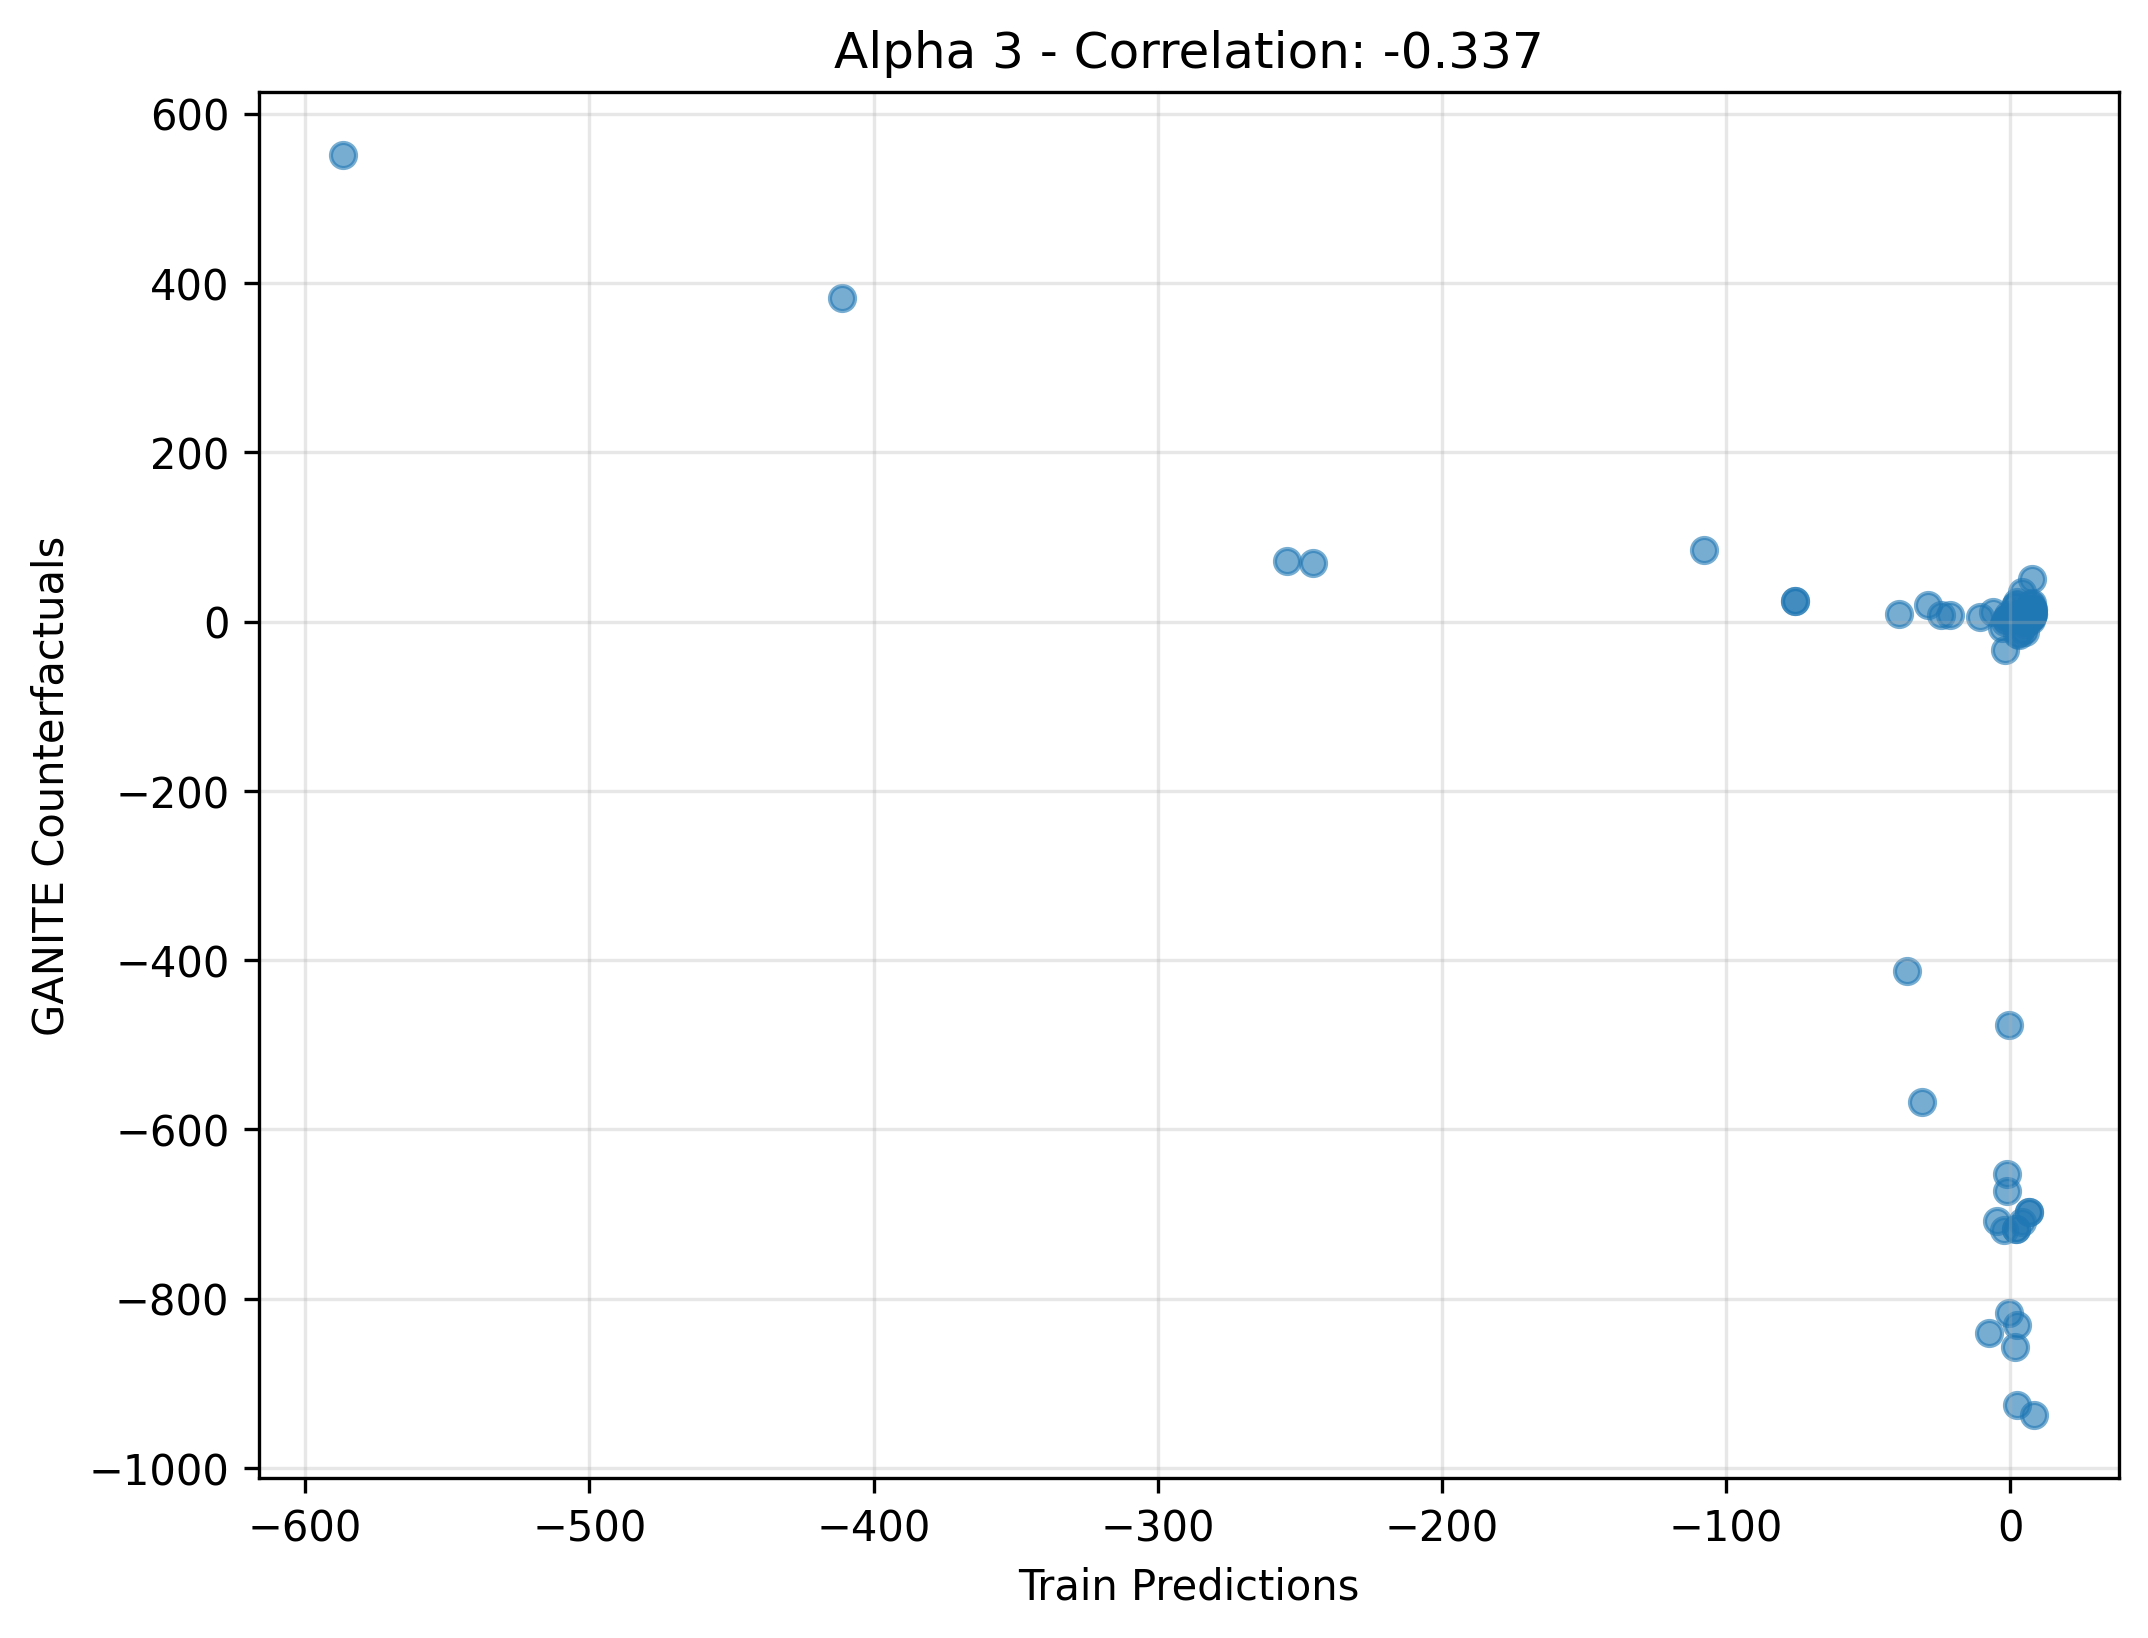 Alpha 3 - Correlation: -0.337
600
400
200
0
−200
−400
−600
−800
−1000
GANITE Counterfactuals
−600 −500 −400 −300 −200 −100 0
Train Predictions